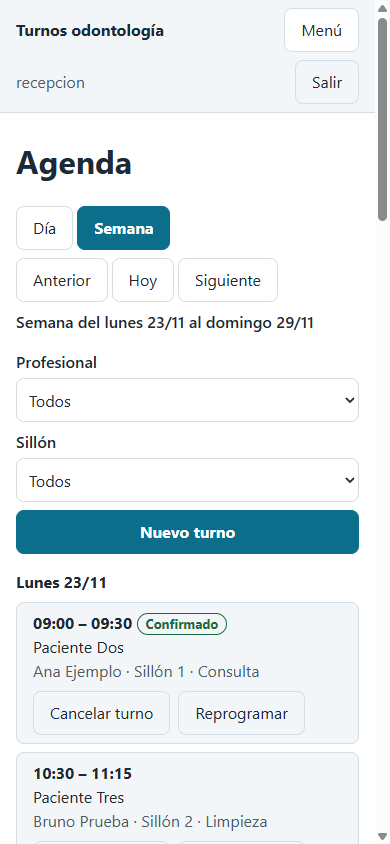 Turnos odontología
Menú
recepcion
Salir
Agenda
Día
Semana
Anterior
Hoy
Siguiente
Semana del lunes 23/11 al domingo 29/11
Profesional
Todos
Sillón
Todos
Nuevo turno
Lunes 23/11
09:00 – 09:30 Confirmado
Paciente Dos
Ana Ejemplo · Sillón 1 · Consulta
Cancelar turno
Reprogramar
10:30 – 11:15
Paciente Tres
Bruno Prueba · Sillón 2 · Limpieza